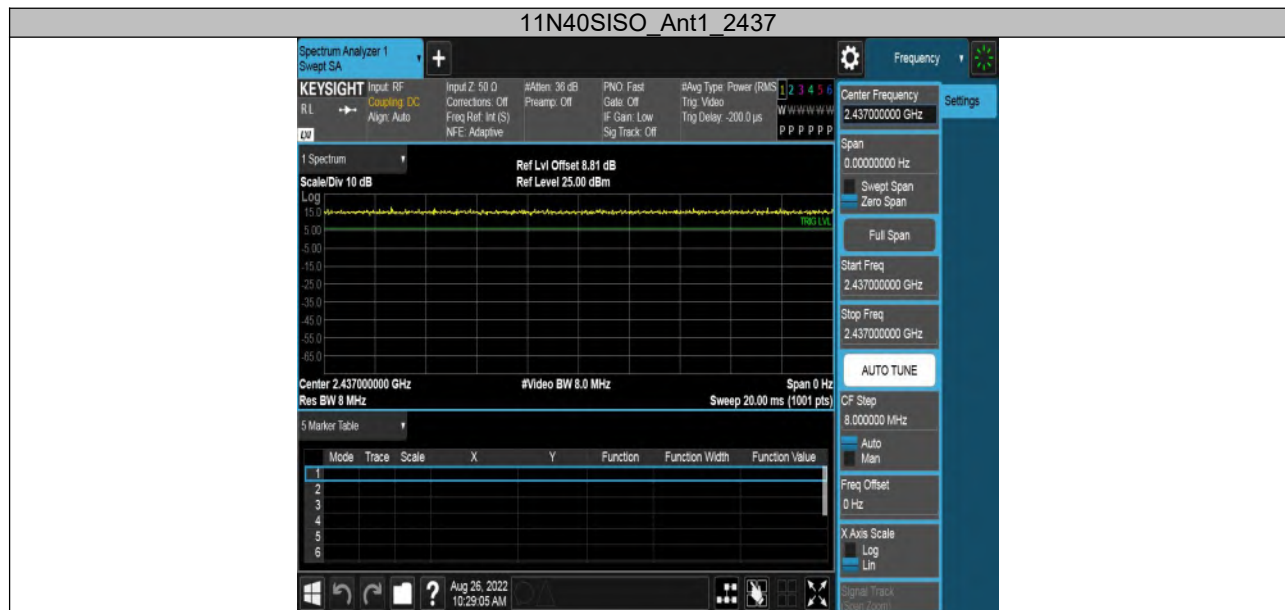 11N40SISO_Ant1_2437
Spectrum Analyzer 1
Swept SA
+
Frequency
KEYSIGHT
RL
LXI
Input: RF
Coupling: DC
Align: Auto
Input Z: 50 Ω
Corrections: Off
Freq Ref: Int (S)
NFE: Adaptive
#Atten: 36 dB
Preamp: Off
PNO: Fast
Gate: Off
IF Gain: Low
Sig Track: Off
#Avg Type: Power (RMS
Trig: Video
Trig Delay: -200.0 µs
1 2 3 4 5 6
W W W W W W
P P P P P P
1 Spectrum
Scale/Div 10 dB
Ref Lvl Offset 8.81 dB
Ref Level 25.00 dBm
Log
15.0
5.00
-5.00
-15.0
-25.0
-35.0
-45.0
-55.0
-65.0
TRIG LVL
Center 2.437000000 GHz
#Video BW 8.0 MHz
Span 0 Hz
Res BW 8 MHz
Sweep 20.00 ms (1001 pts)
5 Marker Table
Mode Trace Scale X Y Function Function Width Function Value
1
2
3
4
5
6
Aug 26, 2022
10:29:05 AM
Center Frequency
2.437000000 GHz
Settings
Span
0.00000000 Hz
Swept Span
Zero Span
Full Span
Start Freq
2.437000000 GHz
Stop Freq
2.437000000 GHz
AUTO TUNE
CF Step
8.000000 MHz
Auto
Man
Freq Offset
0 Hz
X Axis Scale
Log
Lin
Signal Track
(Span Zoom)
?